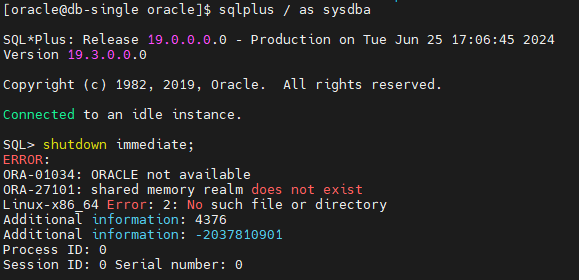 [oracle@db-single oracle]$ sqlplus / as sysdba
SQL*Plus: Release 19.0.0.0.0 - Production on Tue Jun 25 17:06:45 2024
Version 19.3.0.0.0
Copyright (c) 1982, 2019, Oracle.  All rights reserved.
Connected to an idle instance.
SQL> shutdown immediate;
ERROR:
ORA-01034: ORACLE not available
ORA-27101: shared memory realm does not exist
Linux-x86_64 Error: 2: No such file or directory
Additional information: 4376
Additional information: -2037810901
Process ID: 0
Session ID: 0 Serial number: 0